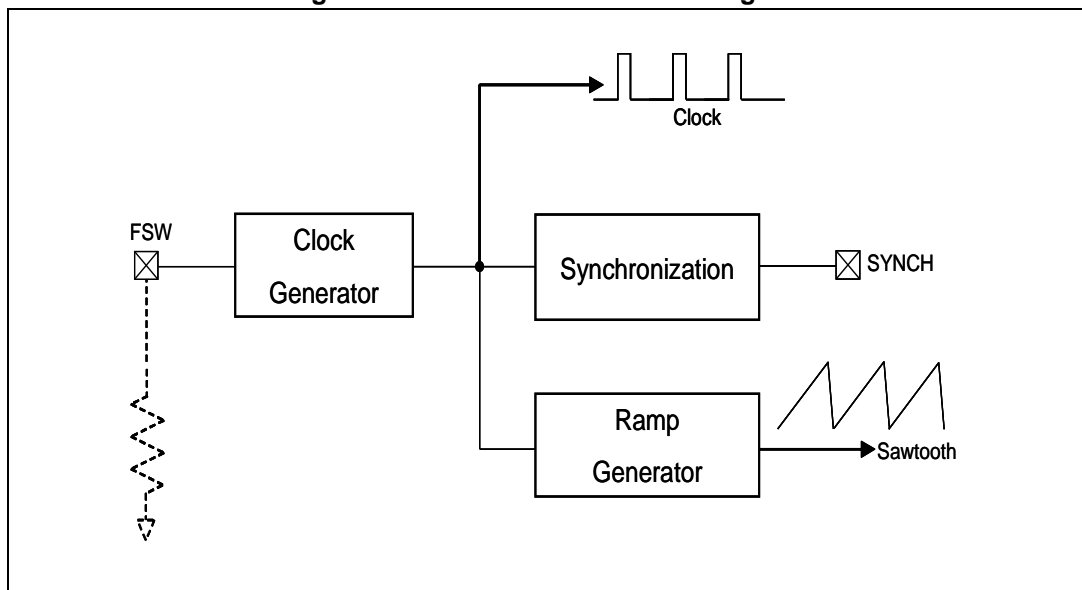 Clock
FSW
Clock
Generator
Synchronization
SYNCH
Ramp
Generator
Sawtooth